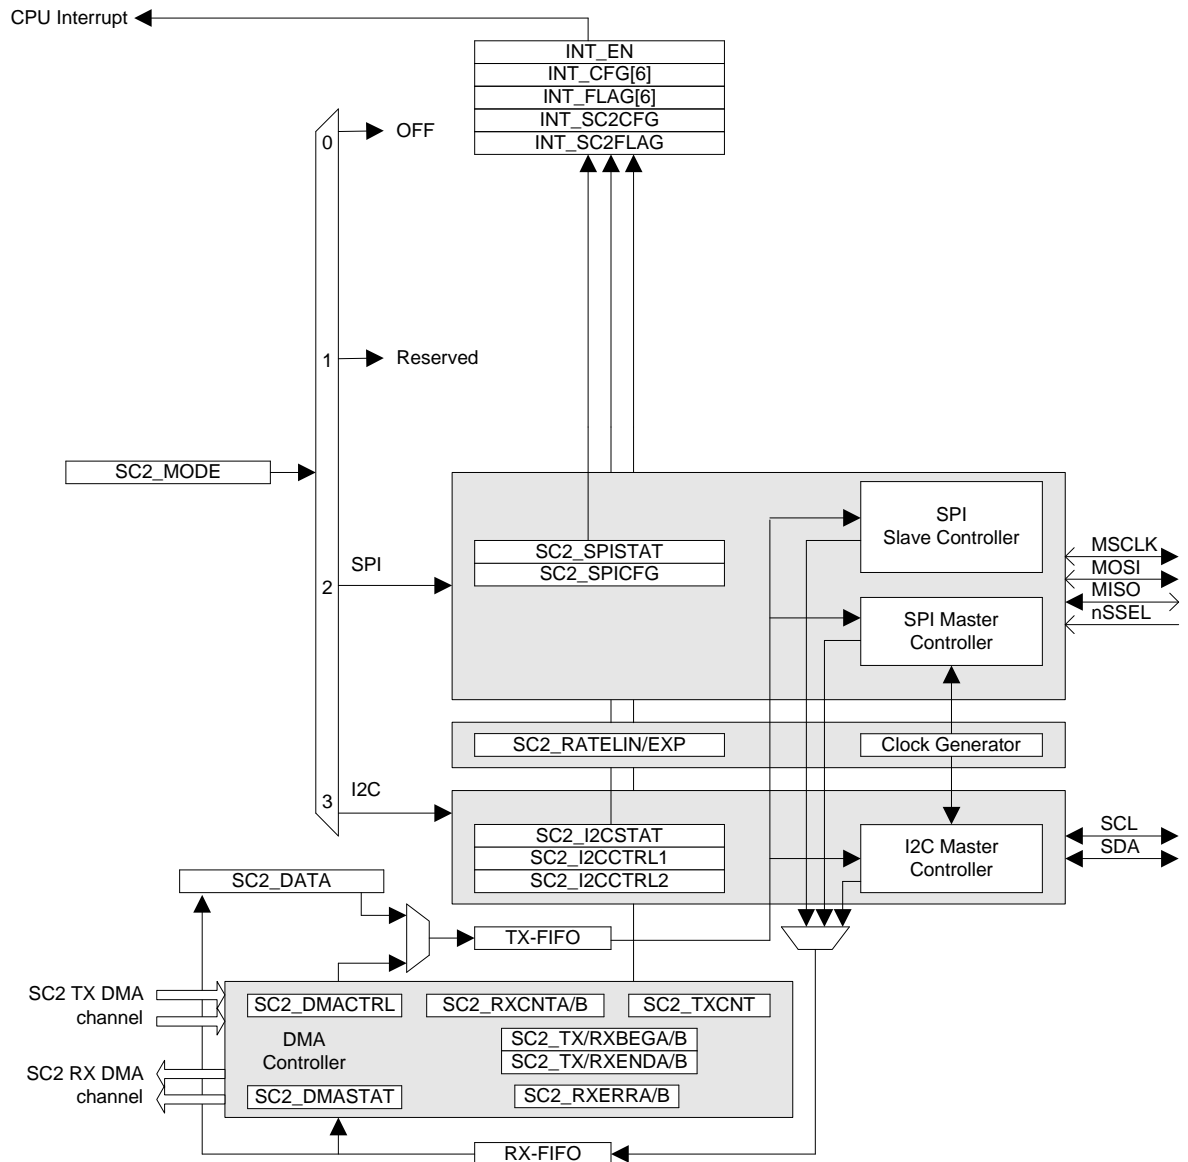 CPU Interrupt
INT_EN
INT_CFG[6]
INT_FLAG[6]
INT_SC2CFG
INT_SC2FLAG
0
OFF
1
Reserved
SC2_MODE
SPI
Slave Controller
SC2_SPISTAT
SC2_SPICFG
SPI
2
MSCLK
MOSI
MISO
nSSEL
SPI Master
Controller
SC2_RATELIN/EXP
Clock Generator
I2C
3
SC2_I2CSTAT
SC2_I2CCTRL1
SC2_I2CCTRL2
I2C Master
Controller
SCL
SDA
SC2_DATA
TX-FIFO
SC2 TX DMA
channel
SC2_DMACTRL
SC2_RXCNTA/B
SC2_TXCNT
DMA
Controller
SC2_TX/RXBEGA/B
SC2_TX/RXENDA/B
SC2 RX DMA
channel
SC2_DMASTAT
SC2_RXERRA/B
RX-FIFO